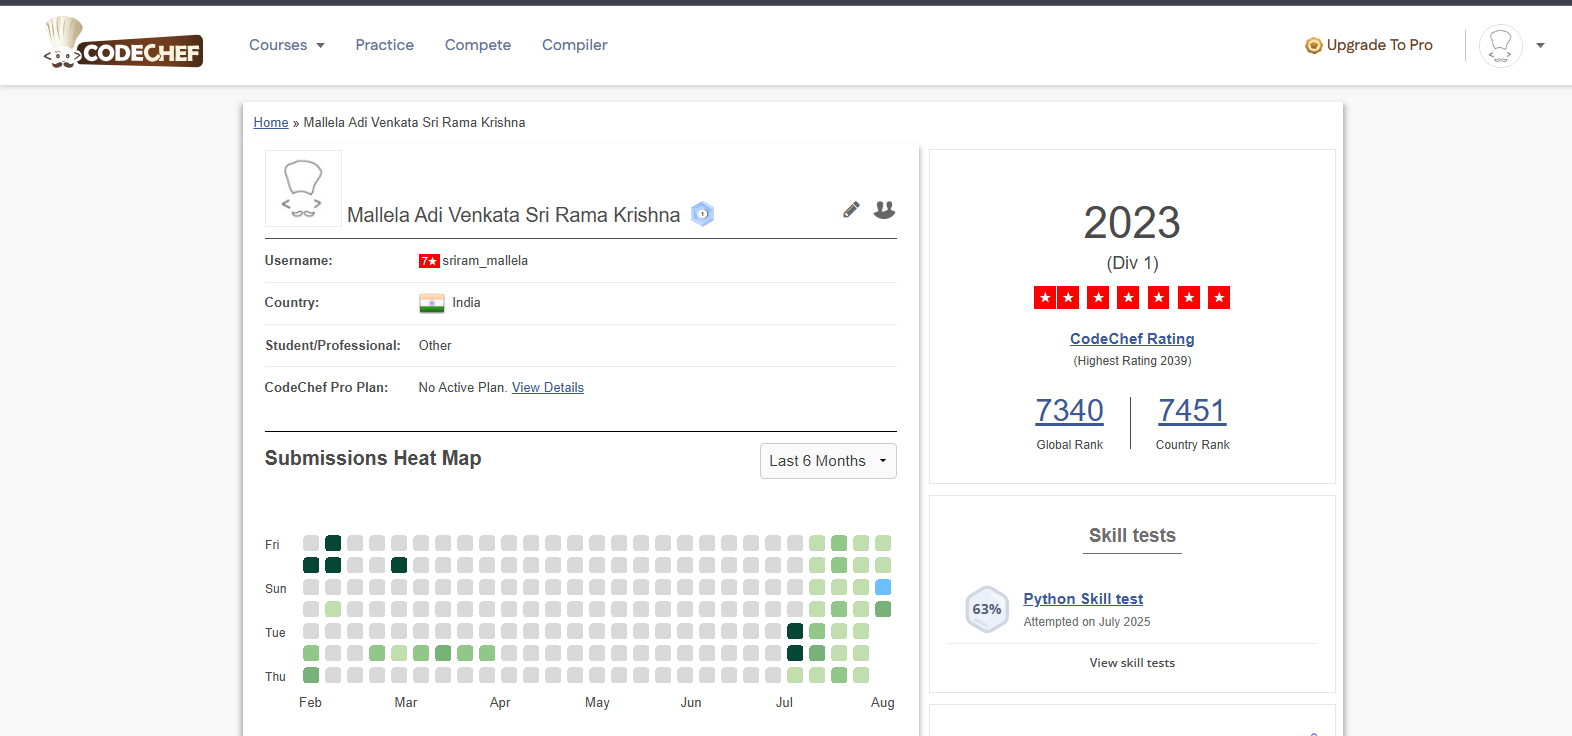 CODECHEF
Courses
Practice
Compete
Compiler
Upgrade To Pro
Home » Mallela Adi Venkata Sri Rama Krishna
Mallela Adi Venkata Sri Rama Krishna 1
Username: 7★ sriram_mallela
Country: India
Student/Professional: Other
CodeChef Pro Plan: No Active Plan. View Details
Submissions Heat Map
Last 6 Months
Fri
Sun
Tue
Thu
Feb Mar Apr May Jun Jul Aug
2023
(Div 1)
★ ★ ★ ★ ★ ★ ★
CodeChef Rating
(Highest Rating 2039)
7340 7451
Global Rank Country Rank
Skill tests
63% Python Skill test
Attempted on July 2025
View skill tests